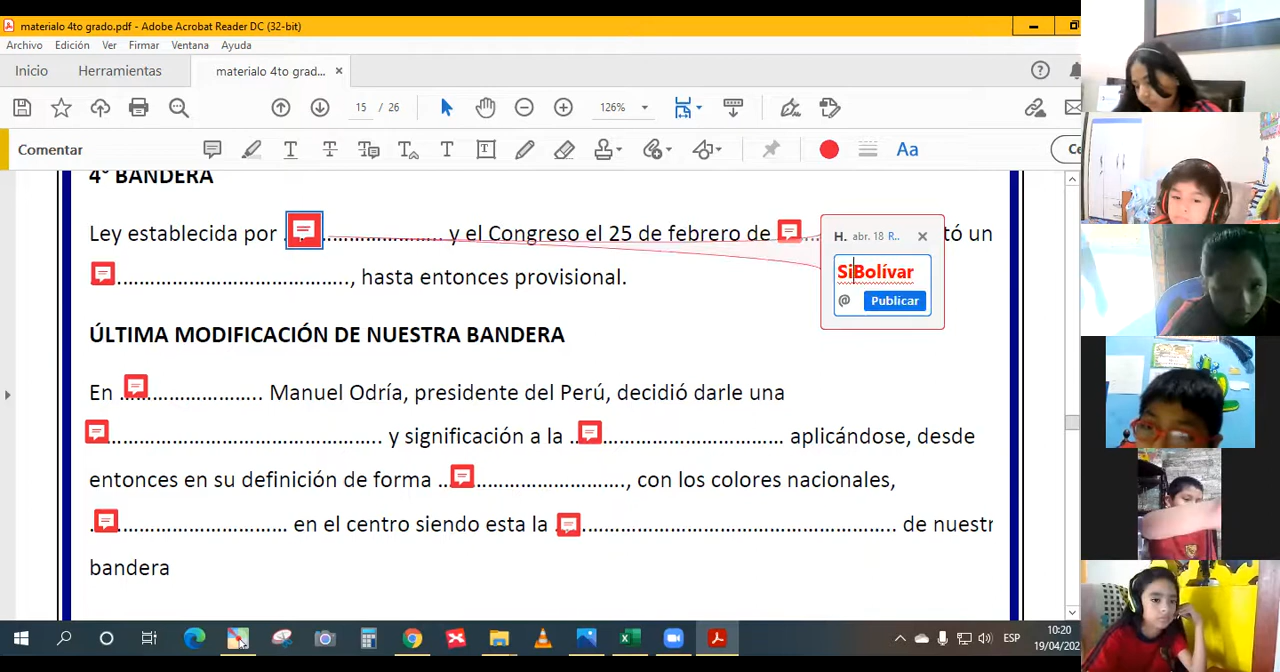 materialo 4to grado.pdf - Adobe Acrobat Reader DC (32-bit)
Archivo Edición Ver Firmar Ventana Ayuda
Inicio Herramientas materialo 4to grad... ×
15 / 26 126%
Comentar Aa
4° BANDERA
Ley establecida por ........................ y el Congreso el 25 de febrero de ... tó un
........................................, hasta entonces provisional.
H. abr. 18 R..
SiBolívar
@ Publicar
ÚLTIMA MODIFICACIÓN DE NUESTRA BANDERA
En ........................ Manuel Odría, presidente del Perú, decidió darle una
................................................ y significación a la ................................... aplicándose, desde
entonces en su definición de forma ............................, con los colores nacionales,
................................. en el centro siendo esta la ....................................................... de nuestr
bandera
ESP
10:20
19/04/202